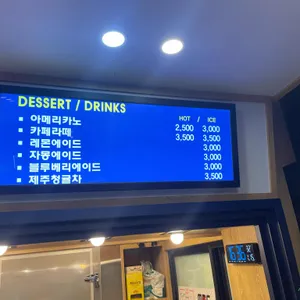 DESSERT / DRINKS
HOT / ICE
아메리카노 2,500 3,000
카페라떼 3,500 3,500
레몬에이드 3,000
자몽에이드 3,000
블루베리에이드 3,000
제주청귤차 3,500